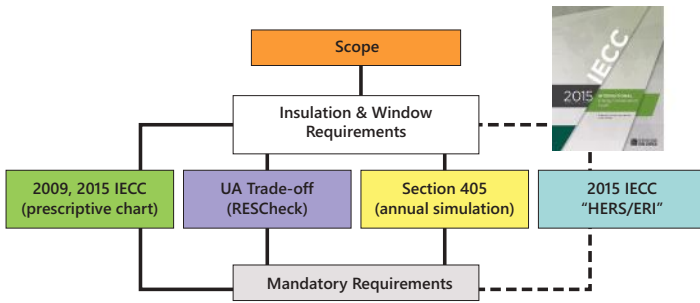 Scope
IECC
2015
INTERNATIONAL
Insulation & Window
Requirements
2009, 2015 IECC
(prescriptive chart)
UA Trade-off
(RESCheck)
Section 405
(annual simulation)
2015 IECC
“HERS/ERI”
Mandatory Requirements